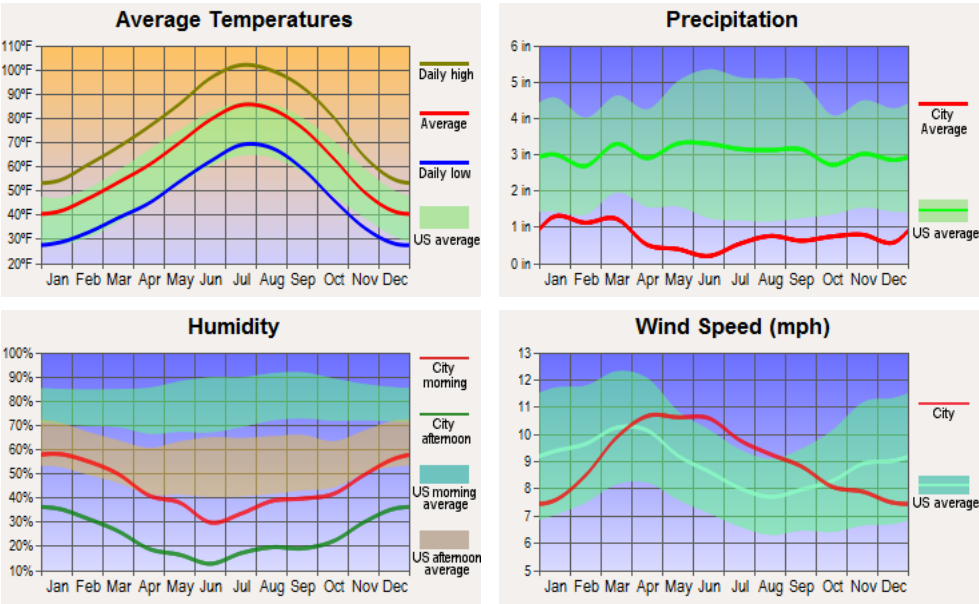 Average Temperatures
110ºF
100ºF
90ºF
80ºF
70ºF
60ºF
50ºF
40ºF
30ºF
20ºF
Jan Feb Mar Apr May Jun Jul Aug Sep Oct Nov Dec
Daily high
Average
Daily low
US average
Precipitation
6 in
5 in
4 in
3 in
2 in
1 in
0 in
Jan Feb Mar Apr May Jun Jul Aug Sep Oct Nov Dec
City
Average
US average
Humidity
100%
90%
80%
70%
60%
50%
40%
30%
20%
10%
Jan Feb Mar Apr May Jun Jul Aug Sep Oct Nov Dec
City
morning
City
afternoon
US morning
average
US afternoon
average
Wind Speed (mph)
13
12
11
10
9
8
7
6
5
Jan Feb Mar Apr May Jun Jul Aug Sep Oct Nov Dec
City
US average